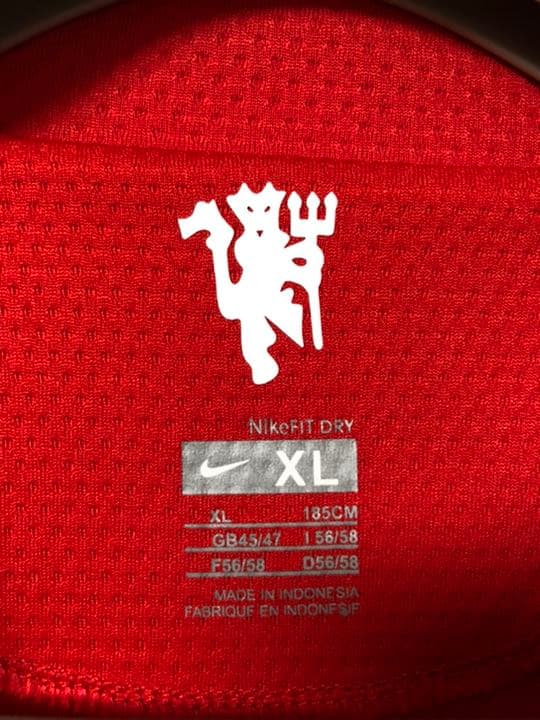 NikeFIT DRY
XL
XL 185CM
GB45/47 I 56/58
F56/58 D56/58
MADE IN INDONESIA
FABRIQUE EN INDONESIE